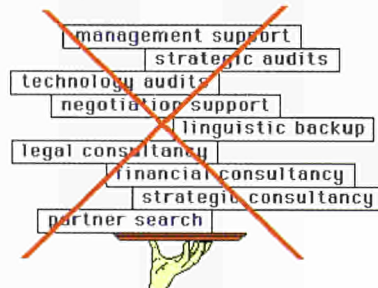 management support
strategic audits
technology audits
negotiation support
linguistic backup
legal consultancy
financial consultancy
strategic consultancy
partner search